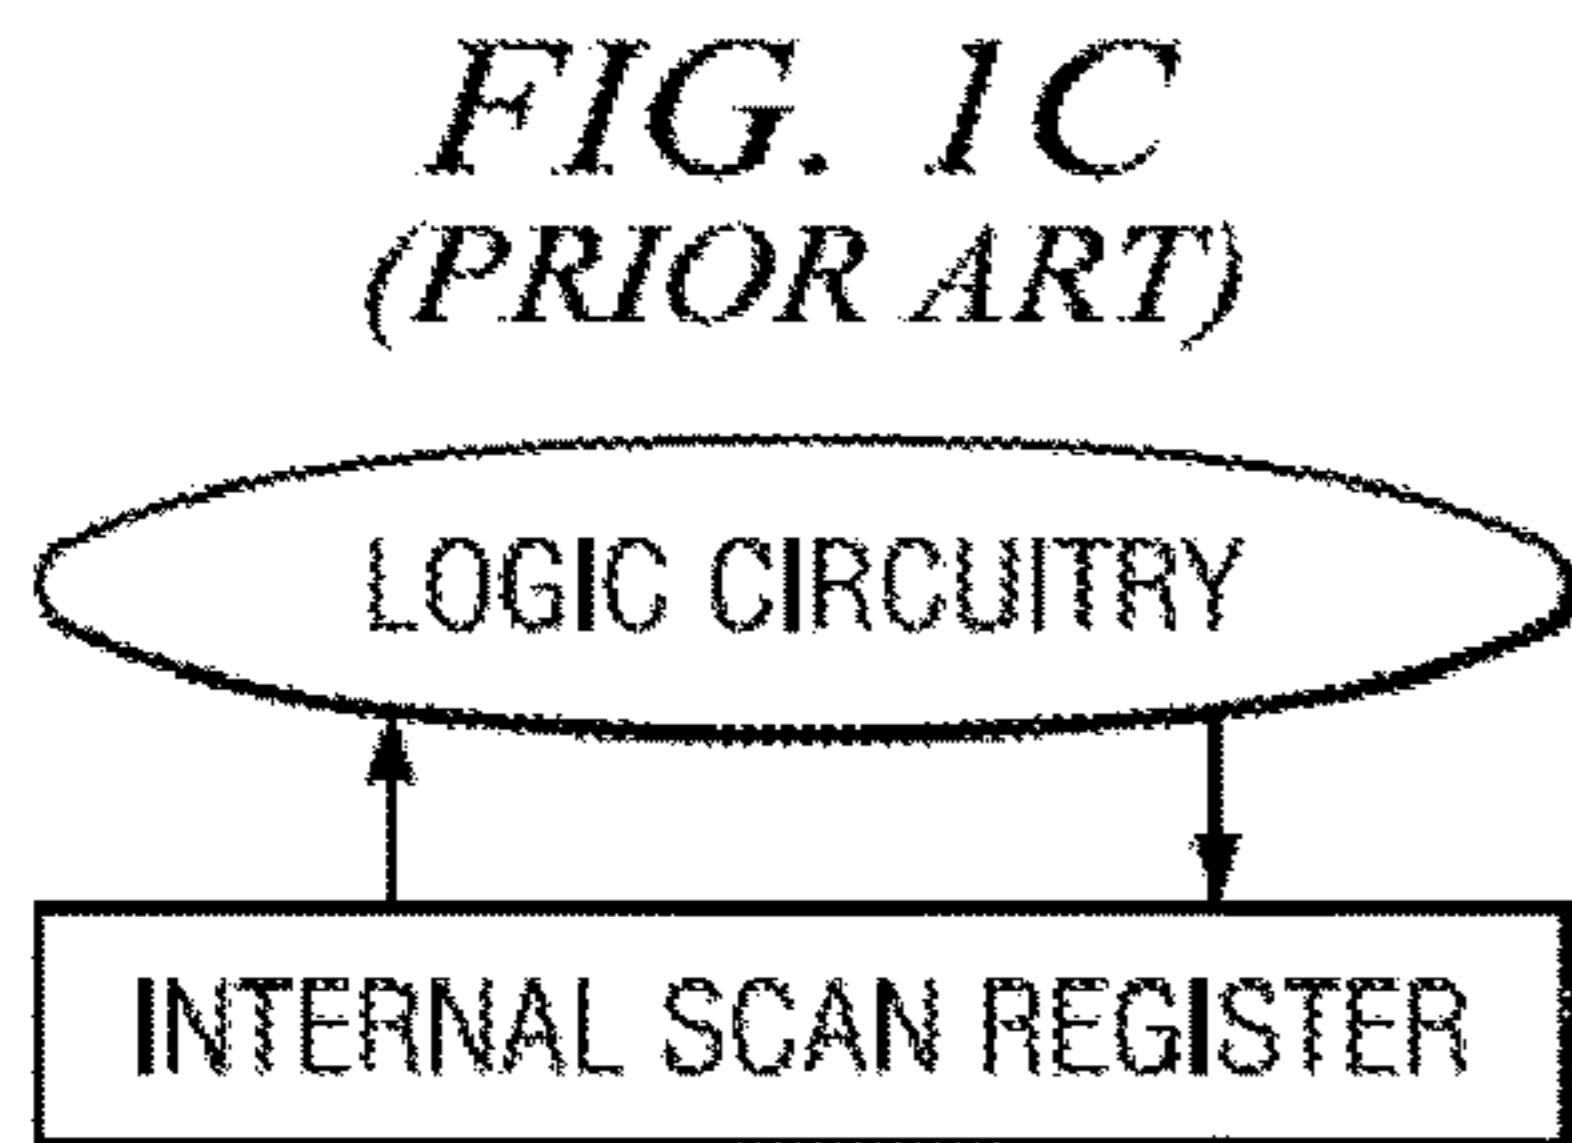 FIG. 1C
(PRIOR ART)
LOGIC CIRCUITRY
INTERNAL SCAN REGISTER